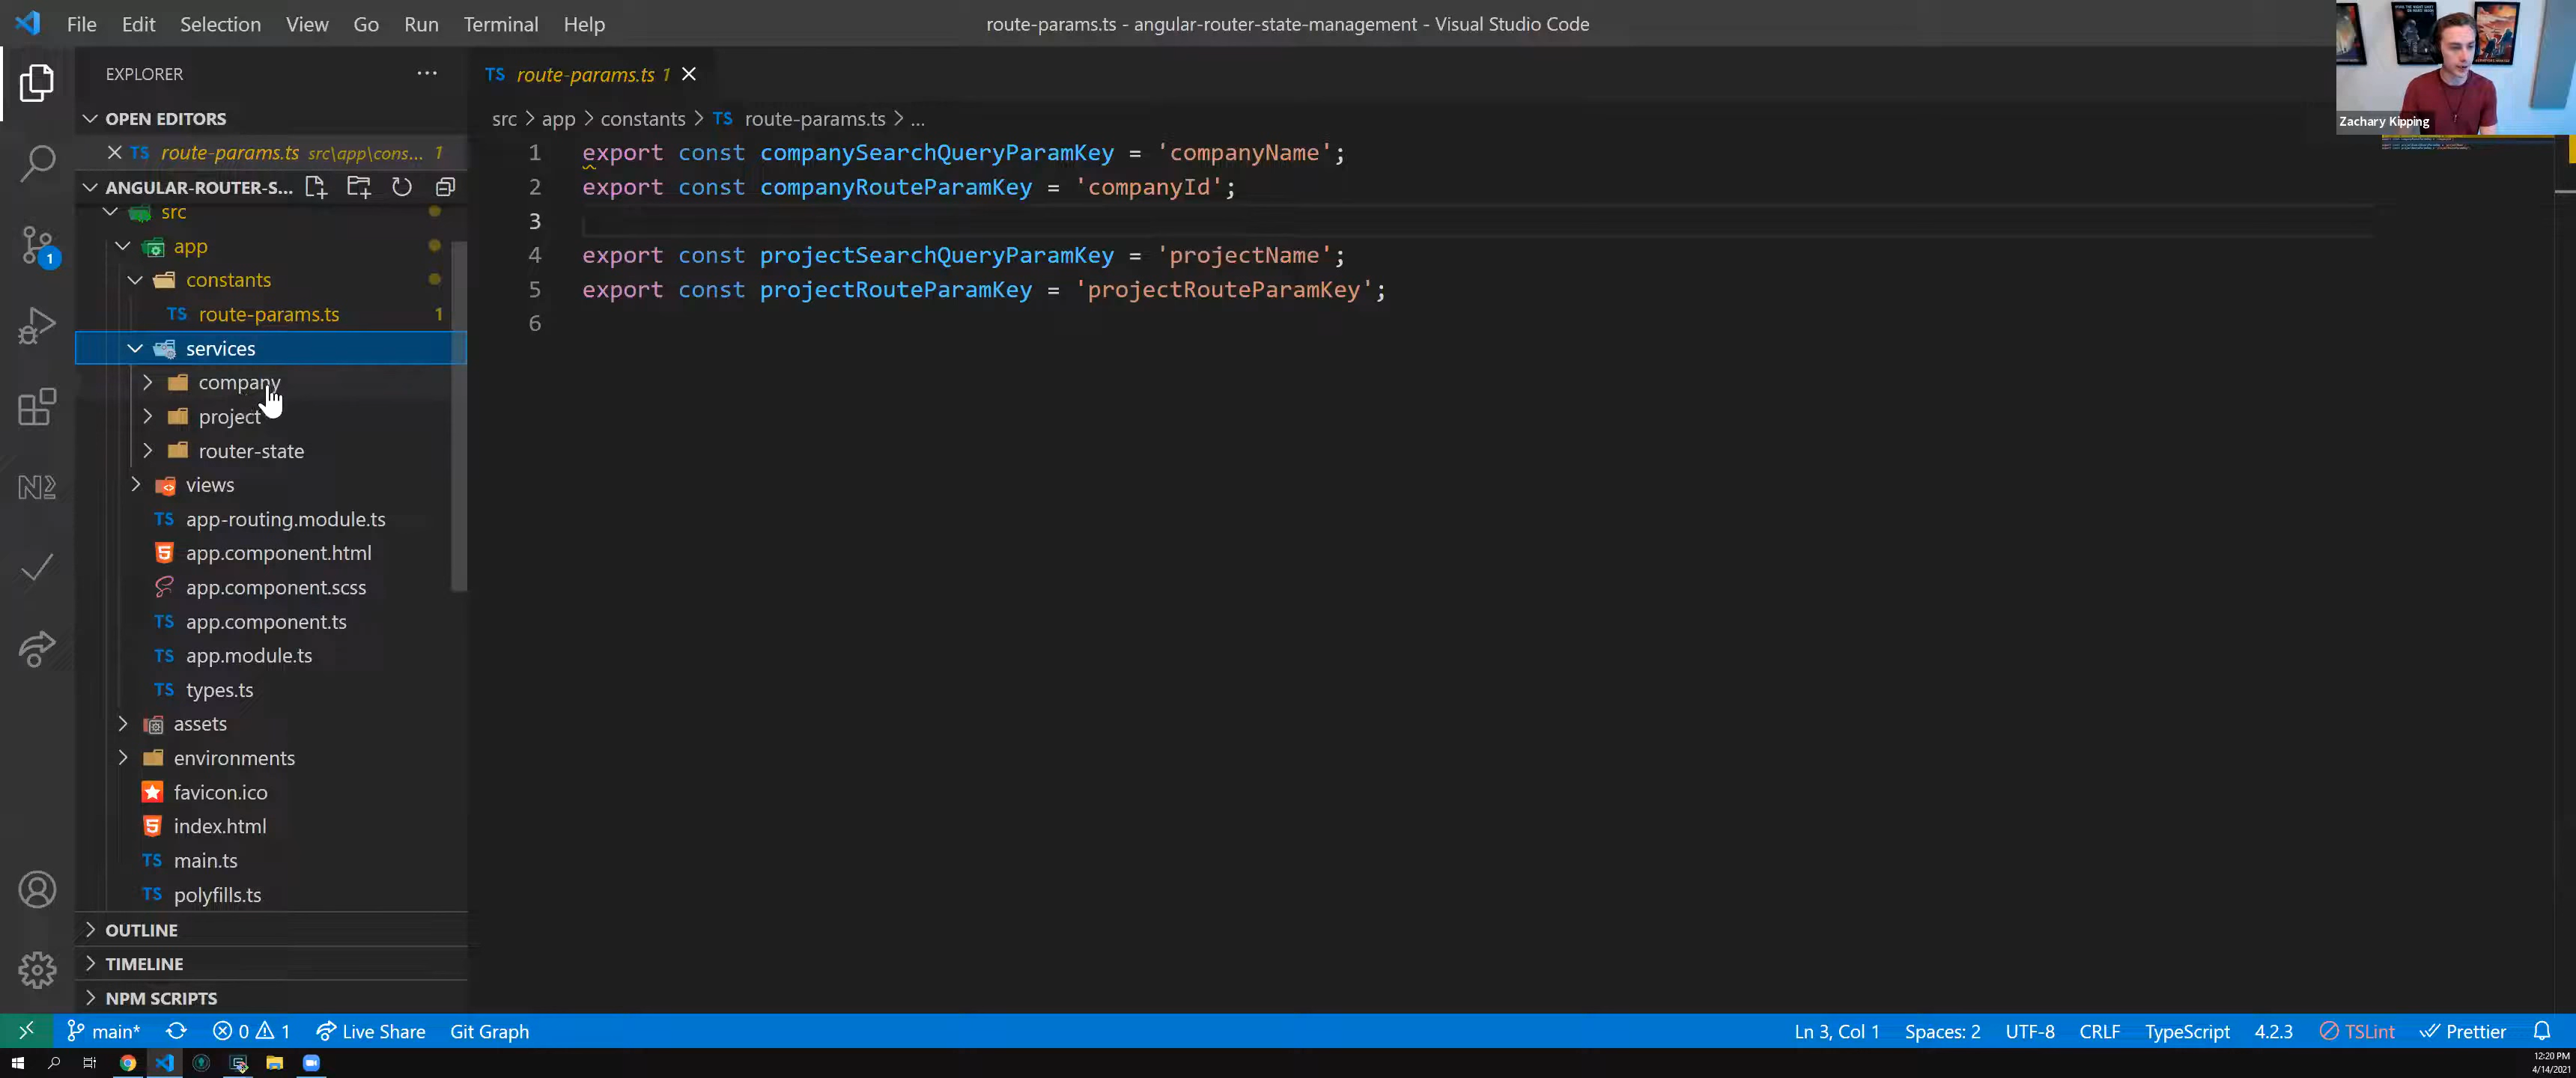 File Edit Selection View Go Run Terminal Help
route-params.ts - angular-router-state-management - Visual Studio Code
Zachary Kipping
EXPLORER ...
OPEN EDITORS
TS route-params.ts src\app\cons... 1
ANGULAR-ROUTER-S...
src
app
constants
TS route-params.ts 1
services
company
project
router-state
views
TS app-routing.module.ts
app.component.html
app.component.scss
TS app.component.ts
TS app.module.ts
TS types.ts
assets
environments
favicon.ico
index.html
TS main.ts
TS polyfills.ts
OUTLINE
TIMELINE
NPM SCRIPTS
TS route-params.ts 1
src > app > constants > TS route-params.ts > ...
1 export const companySearchQueryParamKey = 'companyName';
2 export const companyRouteParamKey = 'companyId';
3
4 export const projectSearchQueryParamKey = 'projectName';
5 export const projectRouteParamKey = 'projectRouteParamKey';
6
1
main* 0 1 Live Share Git Graph
Ln 3, Col 1 Spaces: 2 UTF-8 CRLF TypeScript 4.2.3 TSLint Prettier
12:20 PM
4/14/2021